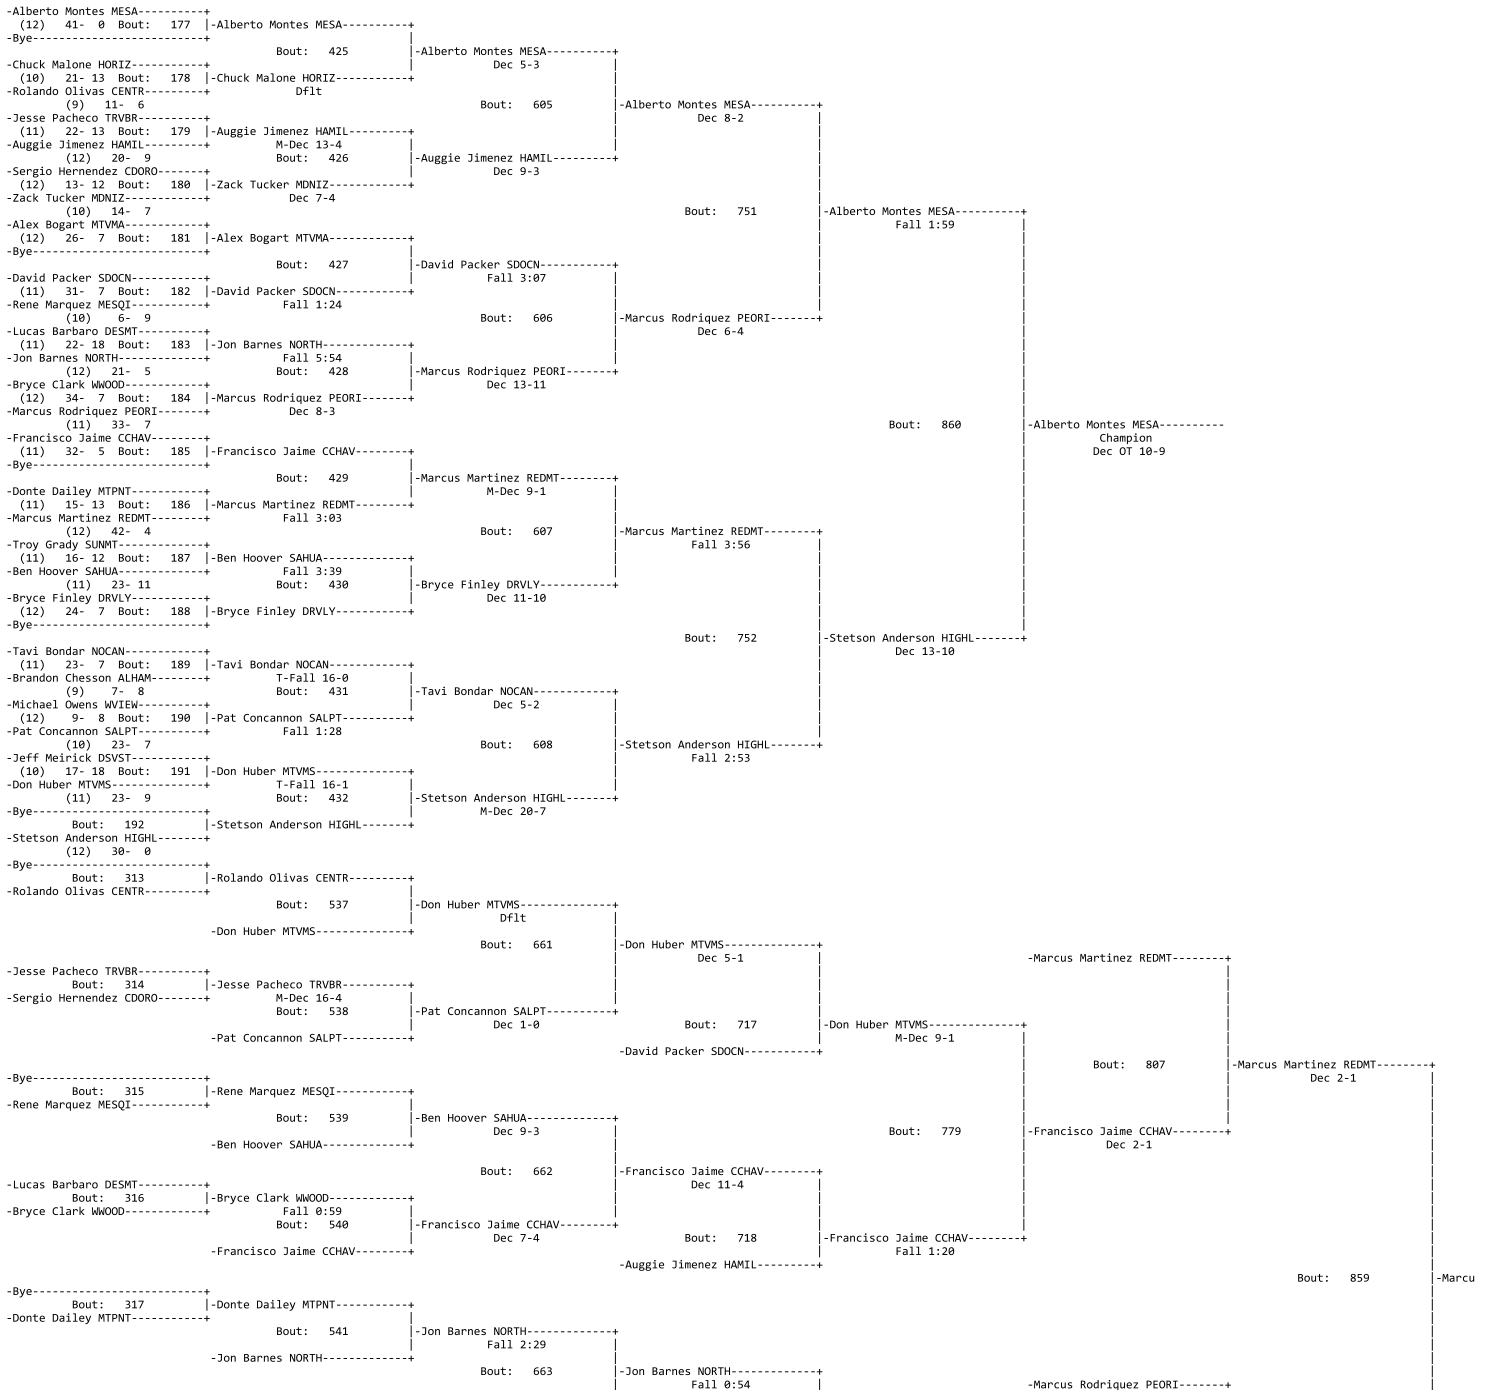 -Alberto Montes MESA----------+
(12) 41- 0 Bout: 177 |-Alberto Montes MESA----------+
-Bye--------------------------+ |
Bout: 425 |-Alberto Montes MESA----------+
-Chuck Malone HORIZ-----------+ | Dec 5-3 |
(10) 21- 13 Bout: 178 |-Chuck Malone HORIZ-----------+ |
-Rolando Olivas CENTR---------+ Dflt |
(9) 11- 6 Bout: 605 |-Alberto Montes MESA----------+
-Jesse Pacheco TRVBR----------+ | Dec 8-2 |
(11) 22- 13 Bout: 179 |-Auggie Jimenez HAMIL---------+ | |
-Auggie Jimenez HAMIL---------+ M-Dec 13-4 | | |
(12) 20- 9 Bout: 426 |-Auggie Jimenez HAMIL---------+ |
-Sergio Hernendez CDORO-------+ | Dec 9-3 |
(12) 13- 12 Bout: 180 |-Zack Tucker MDNIZ------------+ |
-Zack Tucker MDNIZ------------+ Dec 7-4 |
(10) 14- 7 Bout: 751 |-Alberto Montes MESA----------+
-Alex Bogart MTVMA------------+ | Fall 1:59 |
(12) 26- 7 Bout: 181 |-Alex Bogart MTVMA------------+ | |
-Bye--------------------------+ | | |
Bout: 427 |-David Packer SDOCN-----------+ | |
-David Packer SDOCN-----------+ | Fall 3:07 | | |
(11) 31- 7 Bout: 182 |-David Packer SDOCN-----------+ | | |
-Rene Marquez MESQI-----------+ Fall 1:24 | | |
(10) 6- 9 Bout: 606 |-Marcus Rodriquez PEORI-------+ |
-Lucas Barbaro DESMT----------+ | Dec 6-4 |
(11) 22- 18 Bout: 183 |-Jon Barnes NORTH-------------+ | |
-Jon Barnes NORTH-------------+ Fall 5:54 | | |
(12) 21- 5 Bout: 428 |-Marcus Rodriquez PEORI-------+ |
-Bryce Clark WWOOD------------+ | Dec 13-11 |
(12) 34- 7 Bout: 184 |-Marcus Rodriquez PEORI-------+ |
-Marcus Rodriquez PEORI-------+ Dec 8-3 |
(11) 33- 7 Bout: 860 |-Alberto Montes MESA----------
-Francisco Jaime CCHAV--------+ | Champion
(11) 32- 5 Bout: 185 |-Francisco Jaime CCHAV--------+ | Dec OT 10-9
-Bye--------------------------+ | |
Bout: 429 |-Marcus Martinez REDMT--------+ |
-Donte Dailey MTPNT-----------+ | M-Dec 9-1 | |
(11) 15- 13 Bout: 186 |-Marcus Martinez REDMT--------+ | |
-Marcus Martinez REDMT--------+ Fall 3:03 | |
(12) 42- 4 Bout: 607 |-Marcus Martinez REDMT--------+ |
-Troy Grady SUNMT-------------+ | Fall 3:56 | |
(11) 16- 12 Bout: 187 |-Ben Hoover SAHUA-------------+ | | |
-Ben Hoover SAHUA-------------+ Fall 3:39 | | | |
(11) 23- 11 Bout: 430 |-Bryce Finley DRVLY-----------+ | |
-Bryce Finley DRVLY-----------+ | Dec 11-10 | |
(12) 24- 7 Bout: 188 |-Bryce Finley DRVLY-----------+ | |
-Bye--------------------------+ | |
Bout: 752 |-Stetson Anderson HIGHL-------+
-Tavi Bondar NOCAN------------+ | Dec 13-10
(11) 23- 7 Bout: 189 |-Tavi Bondar NOCAN------------+ |
-Brandon Chesson ALHAM--------+ T-Fall 16-0 | |
(9) 7- 8 Bout: 431 |-Tavi Bondar NOCAN------------+ |
-Michael Owens WVIEW----------+ | Dec 5-2 | |
(12) 9- 8 Bout: 190 |-Pat Concannon SALPT----------+ | |
-Pat Concannon SALPT----------+ Fall 1:28 | |
(10) 23- 7 Bout: 608 |-Stetson Anderson HIGHL-------+
-Jeff Meirick DSVST-----------+ | Fall 2:53
(10) 17- 18 Bout: 191 |-Don Huber MTVMS--------------+ |
-Don Huber MTVMS--------------+ T-Fall 16-1 | |
(11) 23- 9 Bout: 432 |-Stetson Anderson HIGHL-------+
-Bye--------------------------+ | M-Dec 20-7
Bout: 192 |-Stetson Anderson HIGHL-------+
-Stetson Anderson HIGHL-------+
(12) 30- 0
-Bye--------------------------+
Bout: 313 |-Rolando Olivas CENTR---------+
-Rolando Olivas CENTR---------+ |
Bout: 537 |-Don Huber MTVMS--------------+
| Dflt |
-Don Huber MTVMS--------------+ |
Bout: 661 |-Don Huber MTVMS--------------+
| Dec 5-1 | -Marcus Martinez REDMT--------+
-Jesse Pacheco TRVBR----------+ | | |
Bout: 314 |-Jesse Pacheco TRVBR----------+ | | |
-Sergio Hernendez CDORO-------+ M-Dec 16-4 | | | |
Bout: 538 |-Pat Concannon SALPT----------+ | |
| Dec 1-0 Bout: 717 |-Don Huber MTVMS--------------+ |
-Pat Concannon SALPT----------+ | M-Dec 9-1 | |
-David Packer SDOCN-----------+ | |
Bout: 807 |-Marcus Martinez REDMT--------+
-Bye--------------------------+ | | Dec 2-1 |
Bout: 315 |-Rene Marquez MESQI-----------+ | | |
-Rene Marquez MESQI-----------+ | | | |
Bout: 539 |-Ben Hoover SAHUA-------------+ | | |
| Dec 9-3 | Bout: 779 |-Francisco Jaime CCHAV--------+ |
-Ben Hoover SAHUA-------------+ | | Dec 2-1 |
Bout: 662 |-Francisco Jaime CCHAV--------+ | |
-Lucas Barbaro DESMT----------+ | Dec 11-4 | | |
Bout: 316 |-Bryce Clark WWOOD------------+ | | | |
-Bryce Clark WWOOD------------+ Fall 0:59 | | | | |
Bout: 540 |-Francisco Jaime CCHAV--------+ | | |
| Dec 7-4 Bout: 718 |-Francisco Jaime CCHAV--------+ |
-Francisco Jaime CCHAV--------+ | Fall 1:20 |
-Auggie Jimenez HAMIL---------+ |
Bout: 859 |-Marcu
-Bye--------------------------+ |
Bout: 317 |-Donte Dailey MTPNT-----------+ |
-Donte Dailey MTPNT-----------+ | |
Bout: 541 |-Jon Barnes NORTH-------------+ |
| Fall 2:29 | |
-Jon Barnes NORTH-------------+ | |
Bout: 663 |-Jon Barnes NORTH-------------+ |
| Fall 0:54 | -Marcus Rodriquez PEORI-------+ |